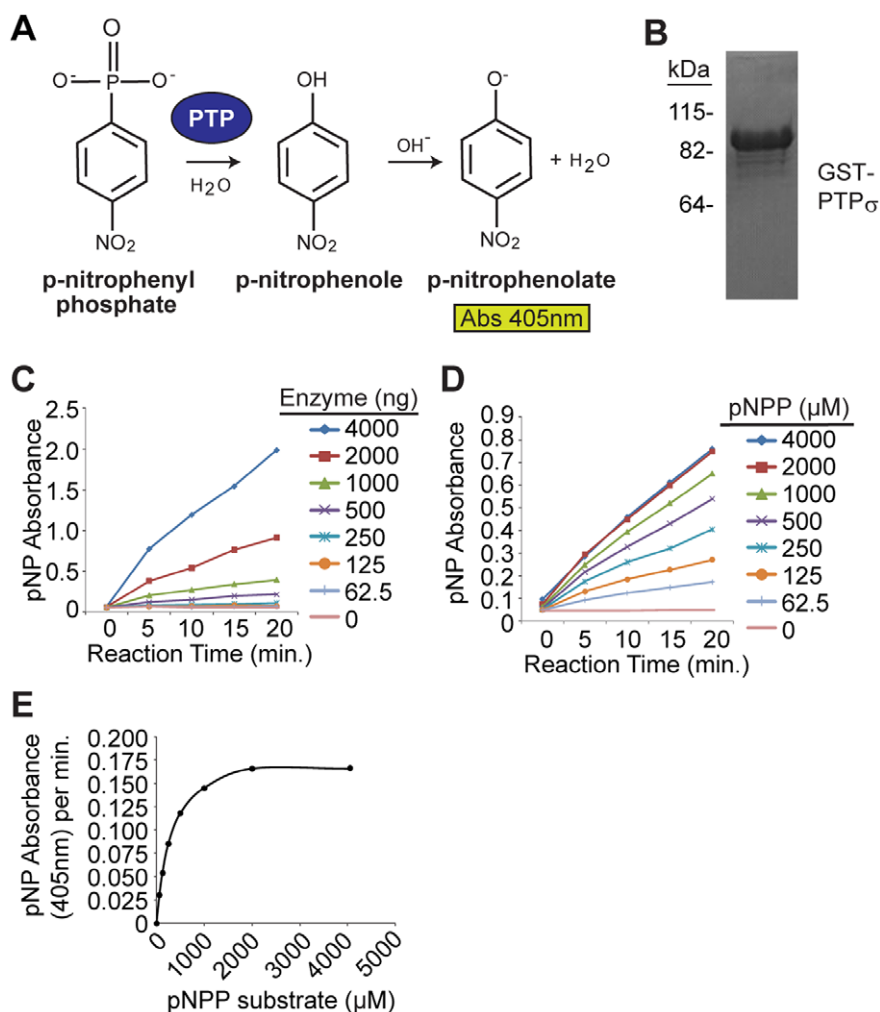 A
O
O⁻
P
O⁻
PTP
H₂O
NO₂
p-nitrophenyl
phosphate
OH
NO₂
p-nitrophenole
OH⁻
O⁻
+ H₂O
NO₂
p-nitrophenolate
Abs 405nm
B
kDa
115-
82-
64-
GST-
PTPσ
C
pNP Absorbance
2.5
2.0
1.5
1.0
0.5
0
0 5 10 15 20
Reaction Time (min.)
Enzyme (ng)
4000
2000
1000
500
250
125
62.5
0
D
pNP Absorbance
0.9
0.8
0.7
0.6
0.5
0.4
0.3
0.2
0.1
0
0 5 10 15 20
Reaction Time (min.)
pNPP (µM)
4000
2000
1000
500
250
125
62.5
0
E
pNP Absorbance
(405nm) per min.
0.200
0.175
0.150
0.125
0.100
0.075
0.050
0.025
0
0 1000 2000 3000 4000 5000
pNPP substrate (µM)